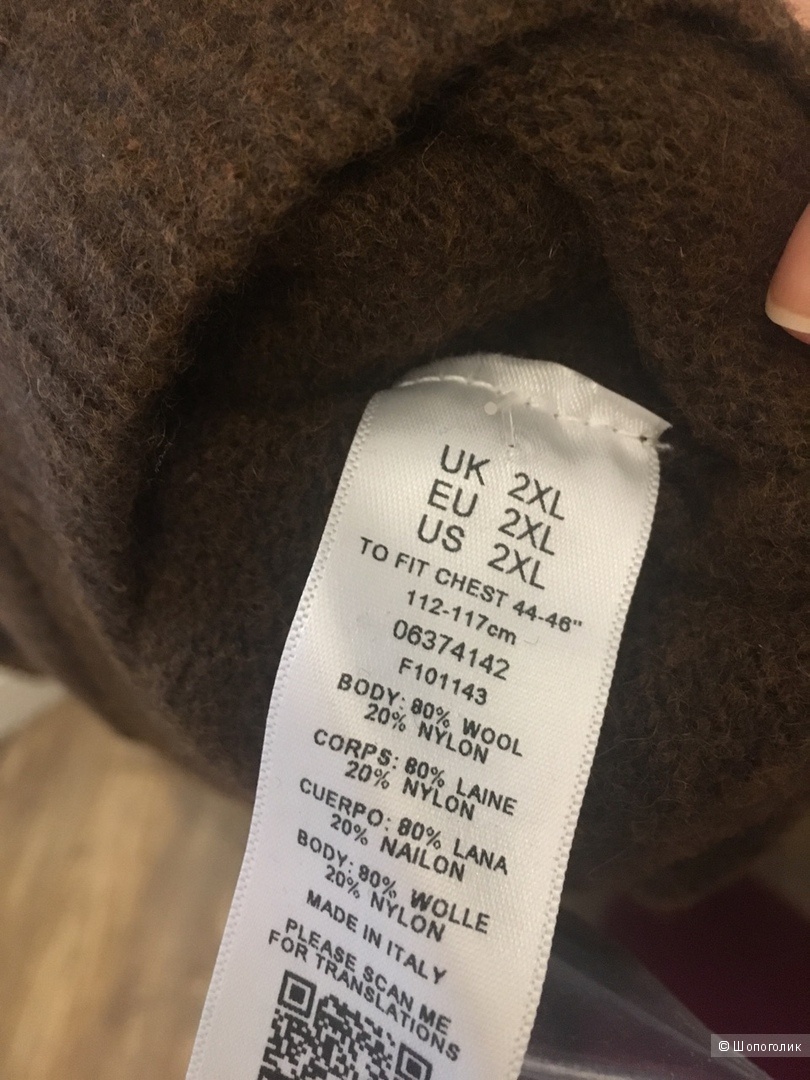 UK 2XL
EU 2XL
US 2XL
TO FIT CHEST 44-46"
112-117cm
06374142
F101143
BODY: 80% WOOL
20% NYLON
CORPS: 80% LAINE
20% NYLON
CUERPO: 80% LANA
20% NAILON
BODY: 80% WOLLE
20% NYLON
MADE IN ITALY
PLEASE SCAN ME
FOR TRANSLATIONS
© Шопоголик